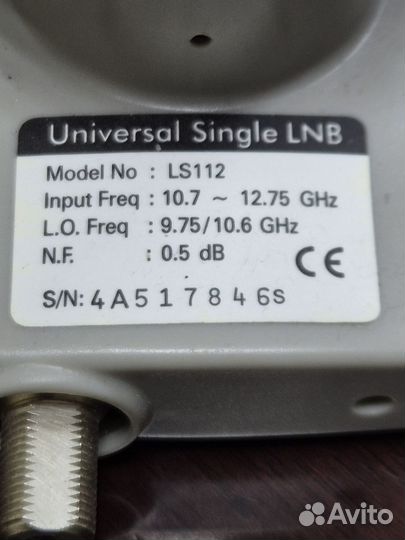 Universal Single LNB
Model No : LS112
Input Freq : 10.7 ~ 12.75 GHz
L.O. Freq : 9.75/10.6 GHz
N.F. : 0.5 dB
CE
S/N: 4A517846S
Avito